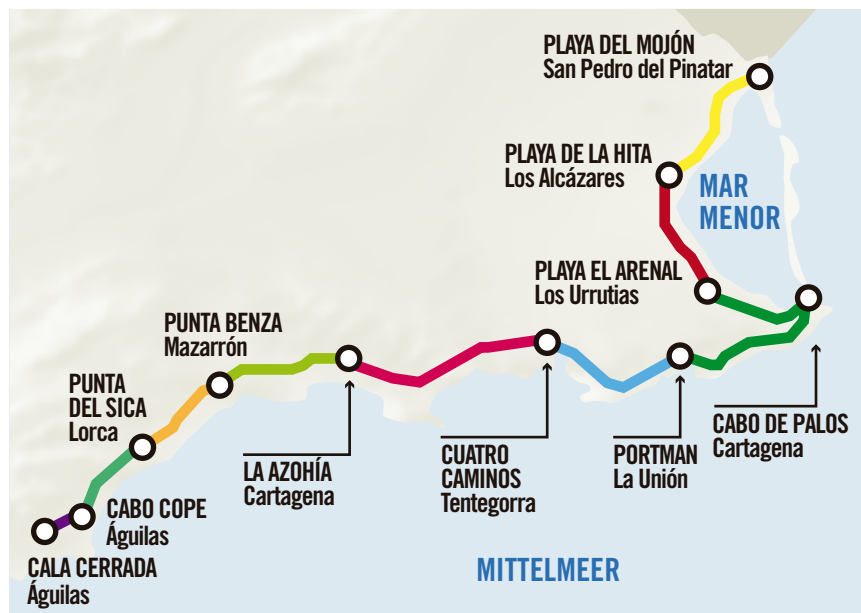 PLAYA DEL MOJÓN
San Pedro del Pinatar
PLAYA DE LA HITA
Los Alcázares
MAR
MENOR
PLAYA EL ARENAL
Los Urrutias
PUNTA BENZA
Mazarrón
PUNTA
DEL SICA
Lorca
CABO DE PALOS
Cartagena
LA AZOHÍA
Cartagena
CUATRO
CAMINOS
Tentegorra
PORTMAN
La Unión
CABO COPE
Águilas
CALA CERRADA
Águilas
MITTELMEER